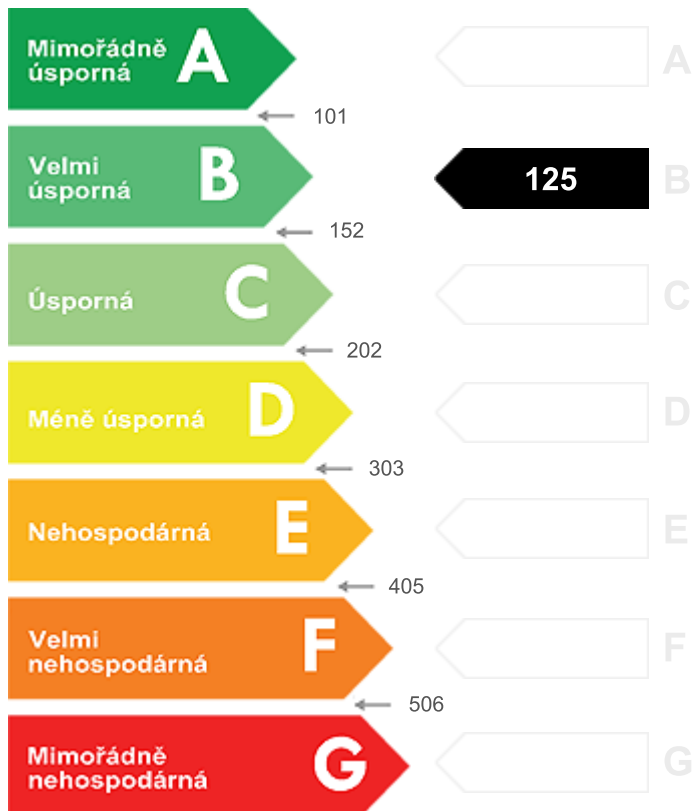 Mimořádně
úsporná
A
A
101
Velmi
úsporná
B
125
B
152
Úsporná
C
C
202
Méně úsporná
D
D
303
Nehospodárná
E
E
405
Velmi
nehospodárná
F
F
506
Mimořádně
nehospodárná
G
G